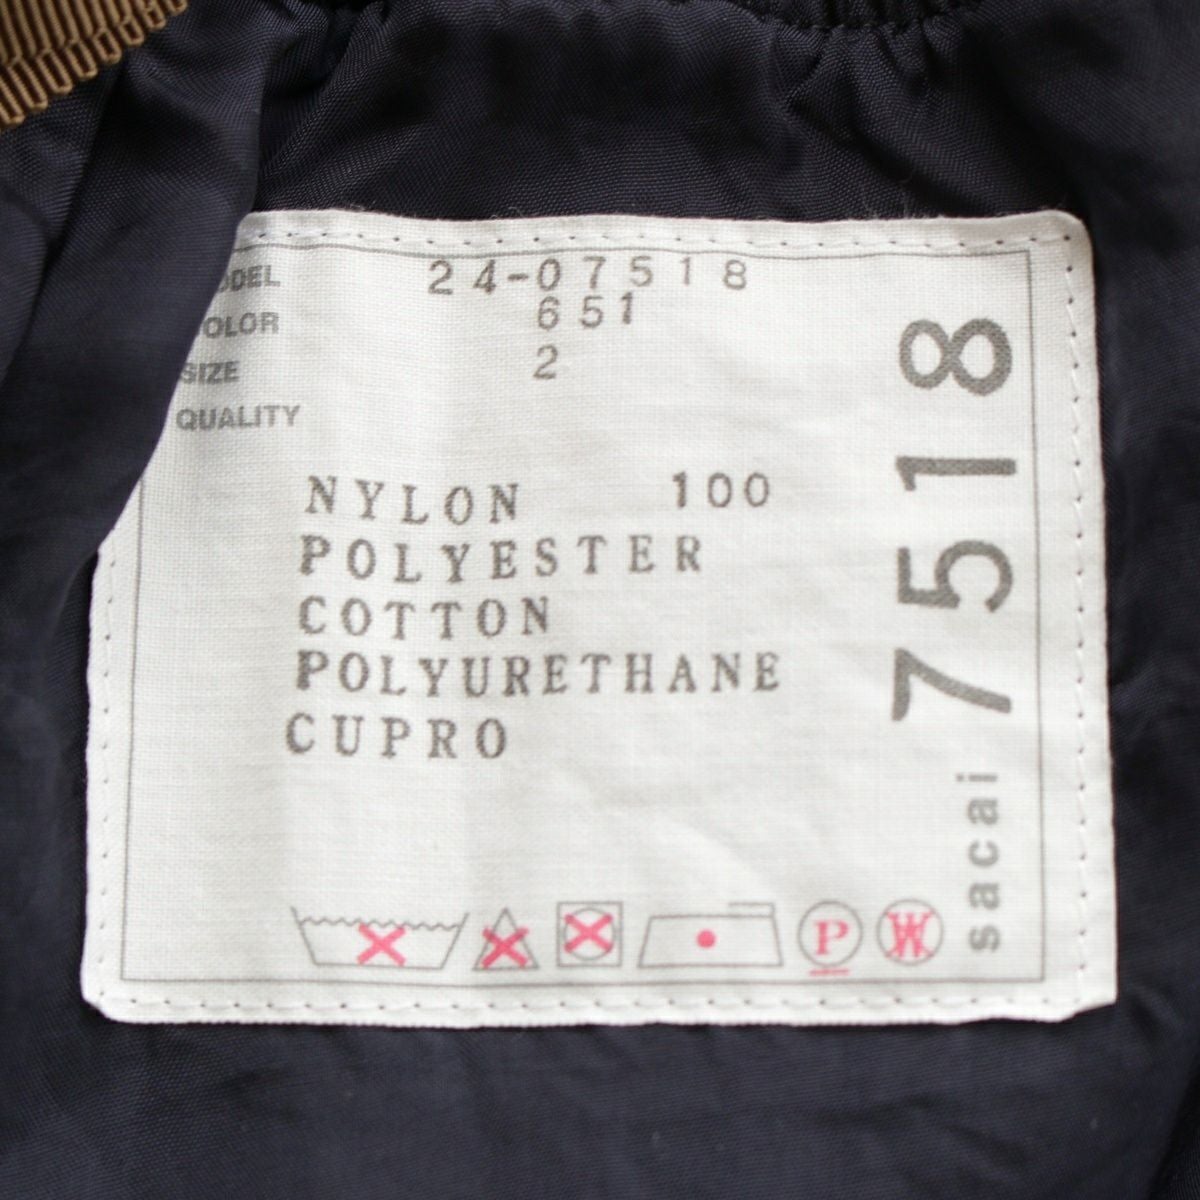 ODEL 24-07518
OLOR 651
SIZE 2
QUALITY
NYLON 100
POLYESTER
COTTON
POLYURETHANE
CUPRO
P W
sacai 7518